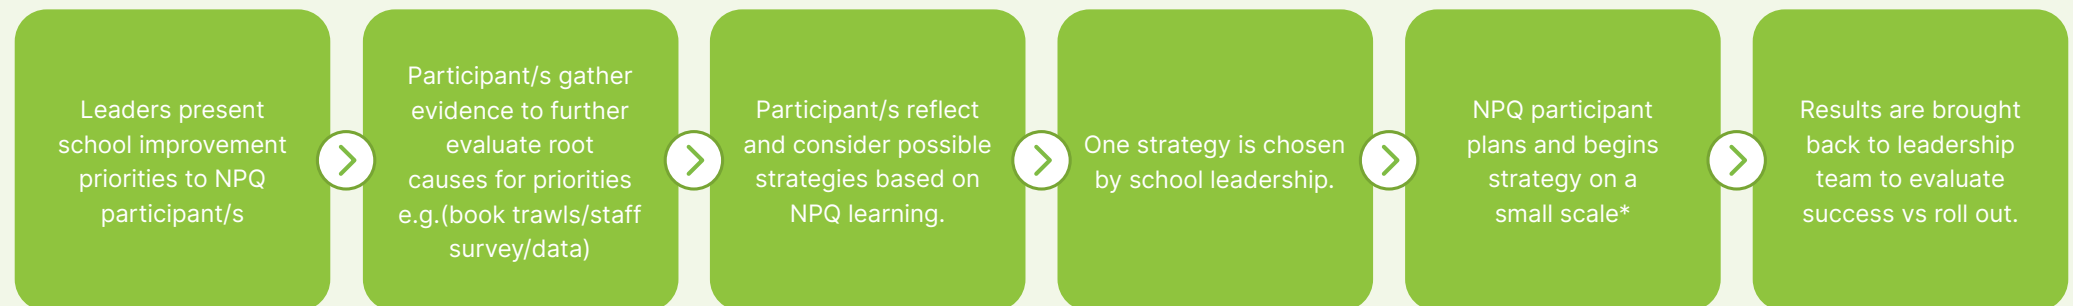 Leaders present
school improvement
priorities to NPQ
participant/s
Participant/s gather
evidence to further
evaluate root
causes for priorities
e.g.(book trawls/staff
survey/data)
Participant/s reflect
and consider possible
strategies based on
NPQ learning.
One strategy is chosen
by school leadership.
NPQ participant
plans and begins
strategy on a
small scale*
Results are brought
back to leadership
team to evaluate
success vs roll out.